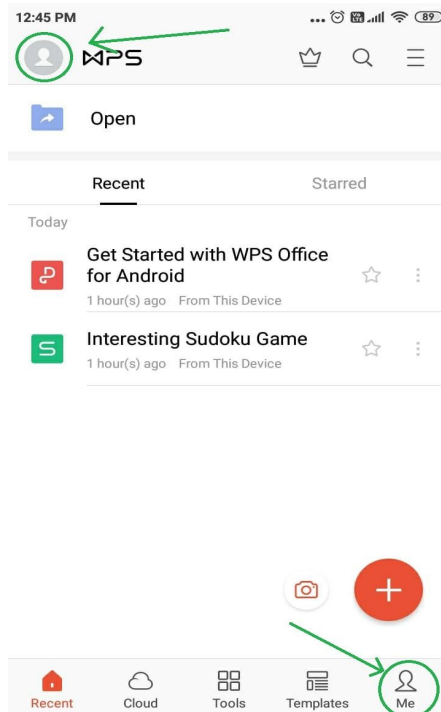 12:45 PM
89
WPS
Open
Recent Starred
Today
Get Started with WPS Office
for Android
1 hour(s) ago From This Device
Interesting Sudoku Game
1 hour(s) ago From This Device
Recent Cloud Tools Templates Me